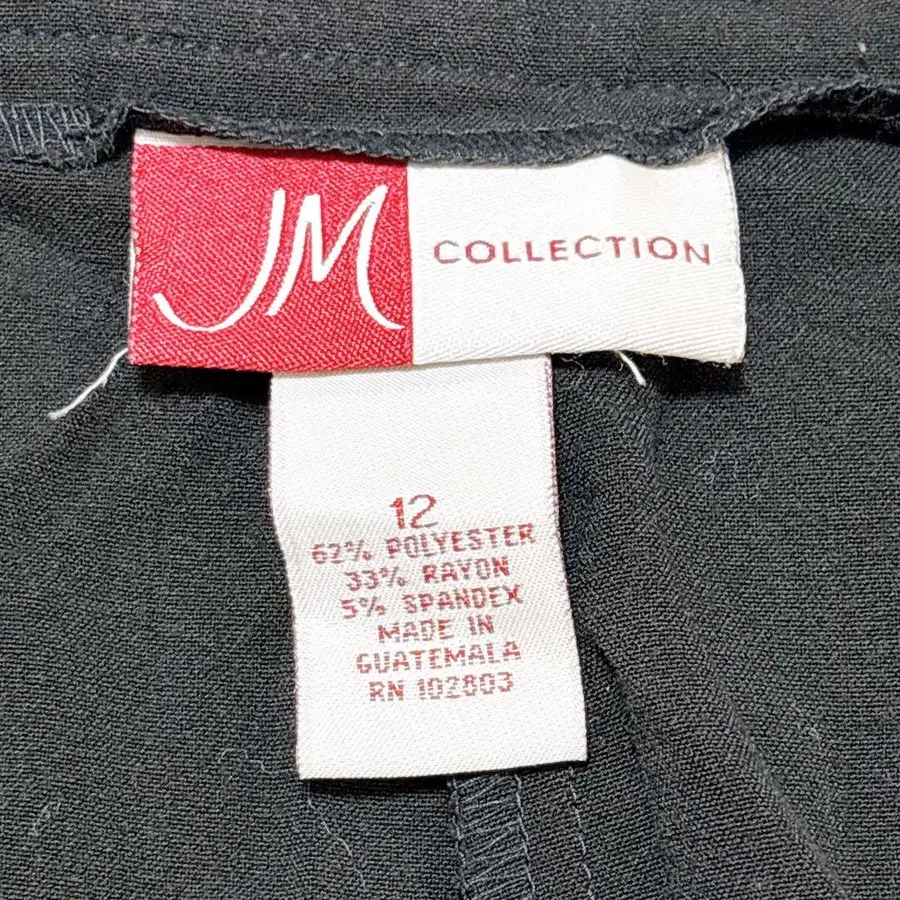 JM
COLLECTION
12
62% POLYESTER
33% RAYON
5% SPANDEX
MADE IN
GUATEMALA
RN 102803